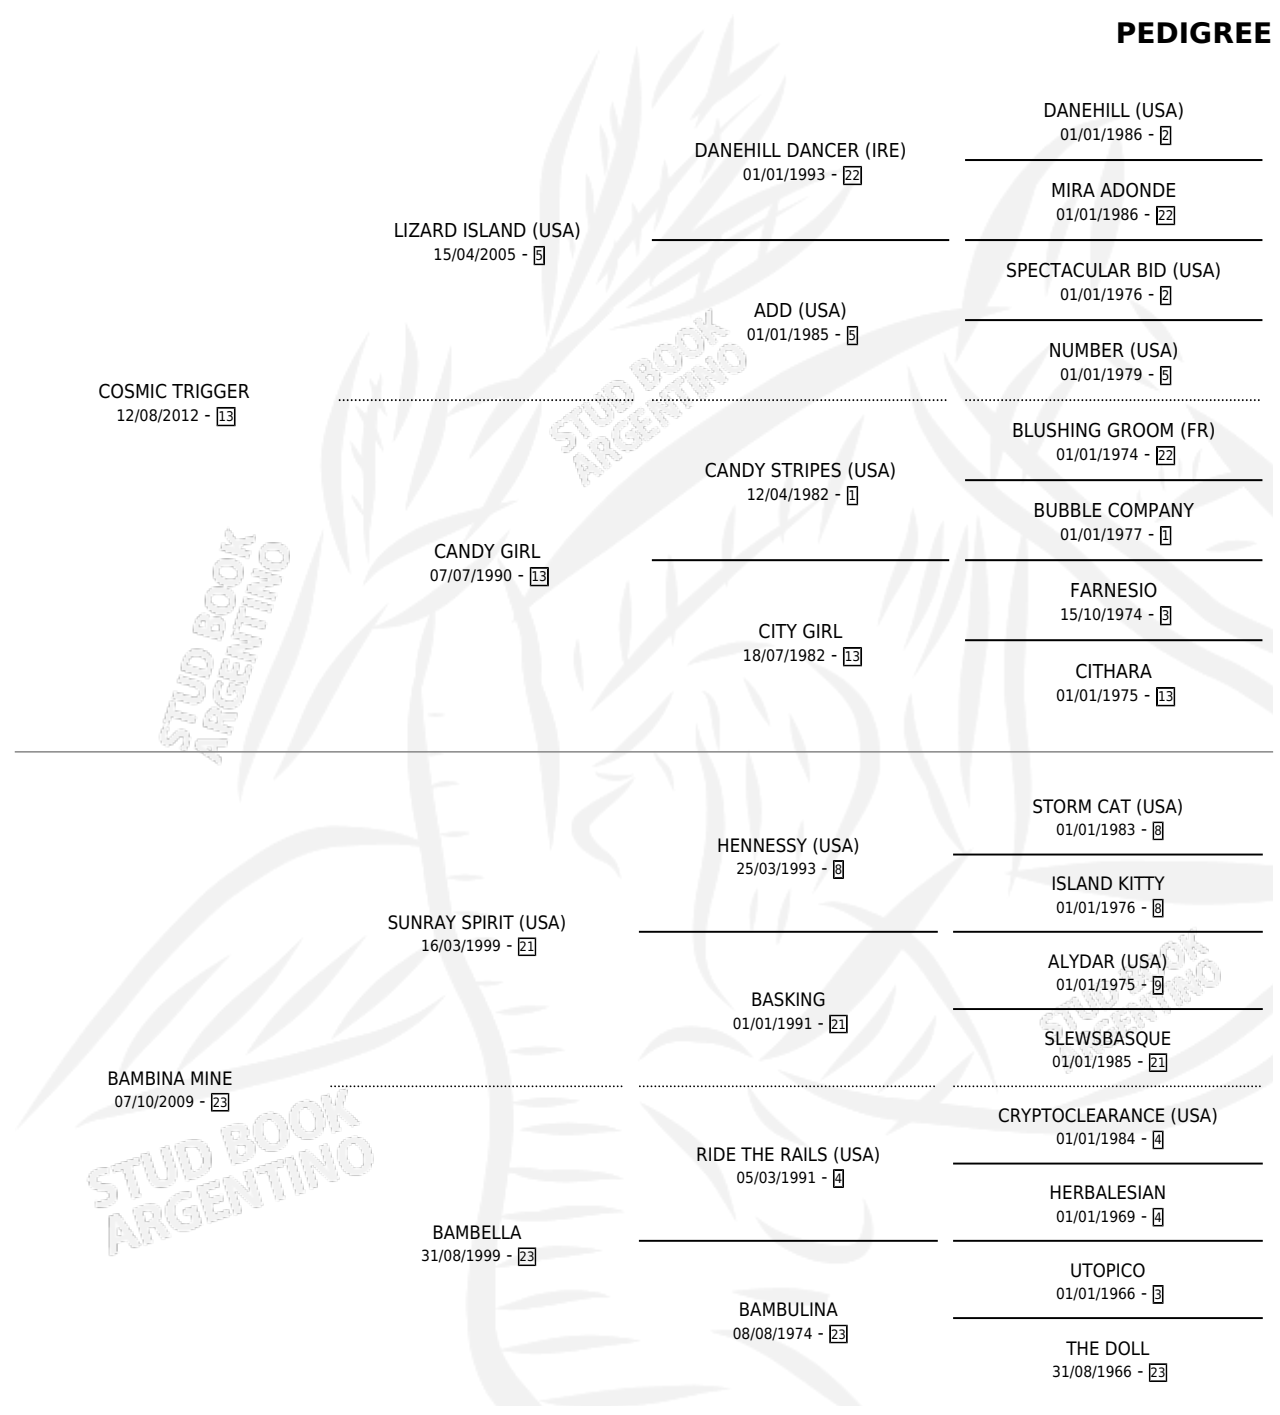 PEDIGREE
DANEHILL (USA)
01/01/1986 - 2
DANEHILL DANCER (IRE)
01/01/1993 - 22
MIRA ADONDE
01/01/1986 - 22
LIZARD ISLAND (USA)
15/04/2005 - 5
SPECTACULAR BID (USA)
01/01/1976 - 2
ADD (USA)
01/01/1985 - 5
NUMBER (USA)
01/01/1979 - 5
COSMIC TRIGGER
12/08/2012 - 13
BLUSHING GROOM (FR)
01/01/1974 - 22
CANDY STRIPES (USA)
12/04/1982 - 1
BUBBLE COMPANY
01/01/1977 - 1
CANDY GIRL
07/07/1990 - 13
FARNESIO
15/10/1974 - 3
CITY GIRL
18/07/1982 - 13
CITHARA
01/01/1975 - 13
STORM CAT (USA)
01/01/1983 - 8
HENNESSY (USA)
25/03/1993 - 8
ISLAND KITTY
01/01/1976 - 8
SUNRAY SPIRIT (USA)
16/03/1999 - 21
ALYDAR (USA)
01/01/1975 - 9
BASKING
01/01/1991 - 21
SLEWSBASQUE
01/01/1985 - 21
BAMBINA MINE
07/10/2009 - 23
CRYPTOCLEARANCE (USA)
01/01/1984 - 4
RIDE THE RAILS (USA)
05/03/1991 - 4
HERBALESIAN
01/01/1969 - 4
BAMBELLA
31/08/1999 - 23
UTOPICO
01/01/1966 - 3
BAMBULINA
08/08/1974 - 23
THE DOLL
31/08/1966 - 23
STUD BOOK
ARGENTINO
STUD BOOK
ARGENTINO
STUD BOOK
ARGENTINO
STUD BOOK
ARGENTINO